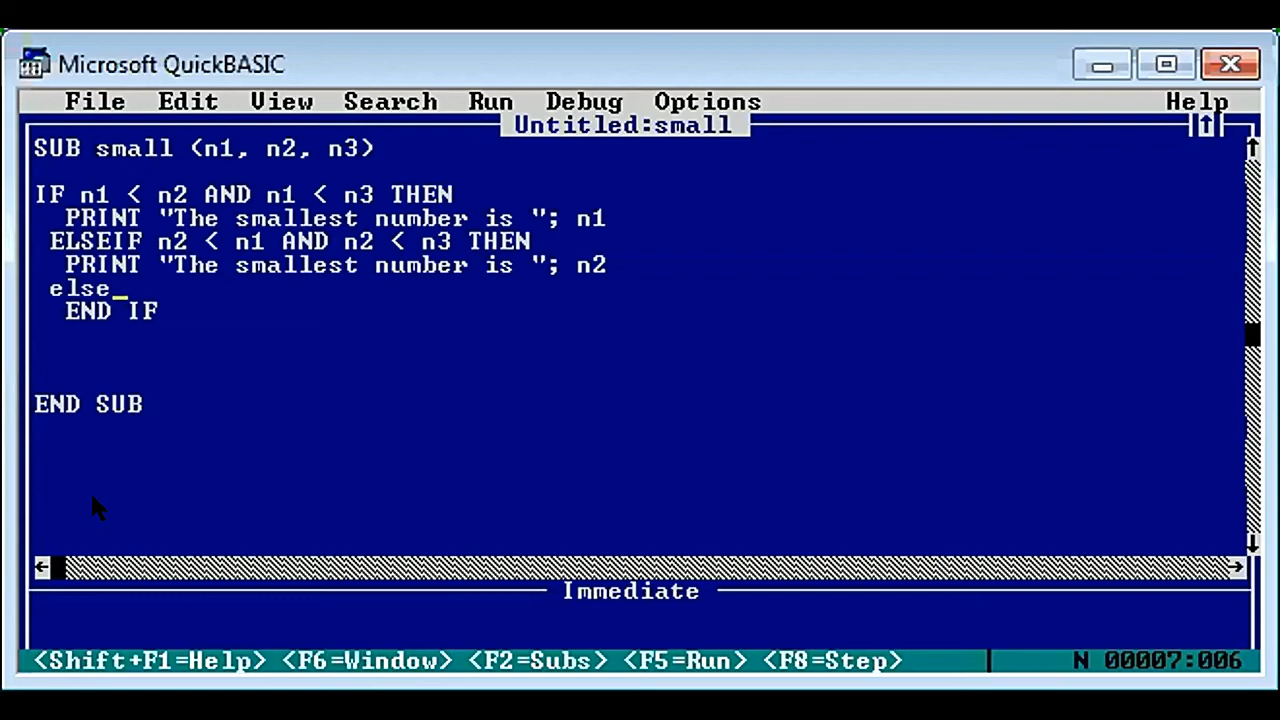 Microsoft QuickBASIC
File Edit View Search Run Debug Options Help
Untitled:small
SUB small (n1, n2, n3)
IF n1 < n2 AND n1 < n3 THEN
PRINT "The smallest number is "; n1
ELSEIF n2 < n1 AND n2 < n3 THEN
PRINT "The smallest number is "; n2
else_
END IF
END SUB
Immediate
<Shift+F1=Help> <F6=Window> <F2=Subs> <F5=Run> <F8=Step> N 00007:006